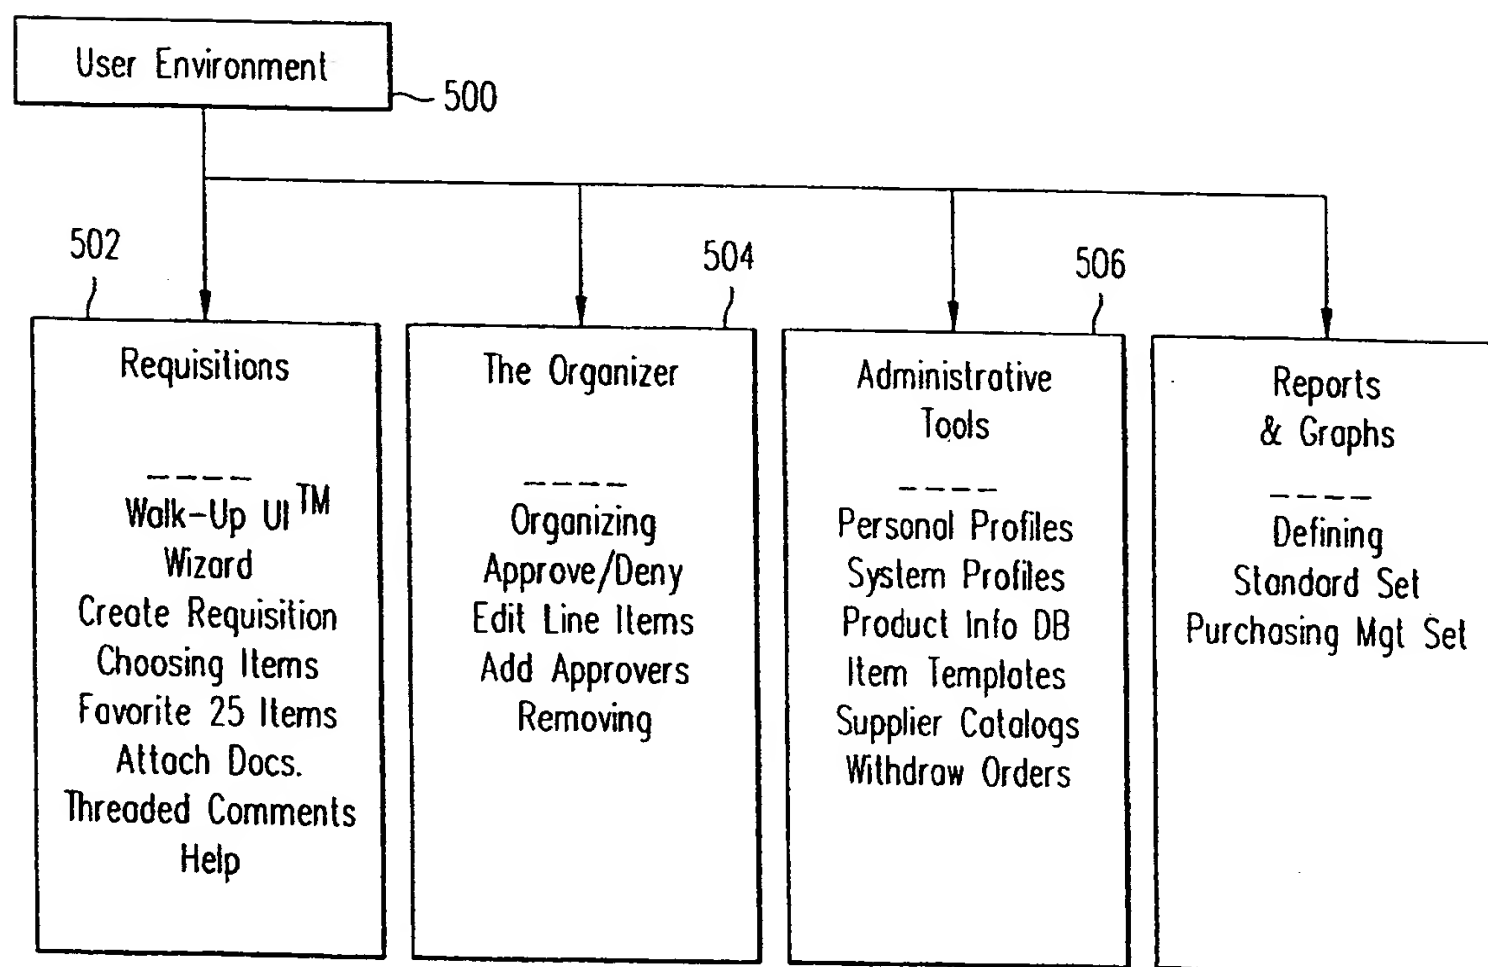 User Environment
500
502
504
506
Requisitions
Walk-Up UI™
Wizard
Create Requisition
Choosing Items
Favorite 25 Items
Attach Docs.
Threaded Comments
Help
The Organizer
Organizing
Approve/Deny
Edit Line Items
Add Approvers
Removing
Administrative
Tools
Personal Profiles
System Profiles
Product Info DB
Item Templates
Supplier Catalogs
Withdraw Orders
Reports
& Graphs
Defining
Standard Set
Purchasing Mgt Set